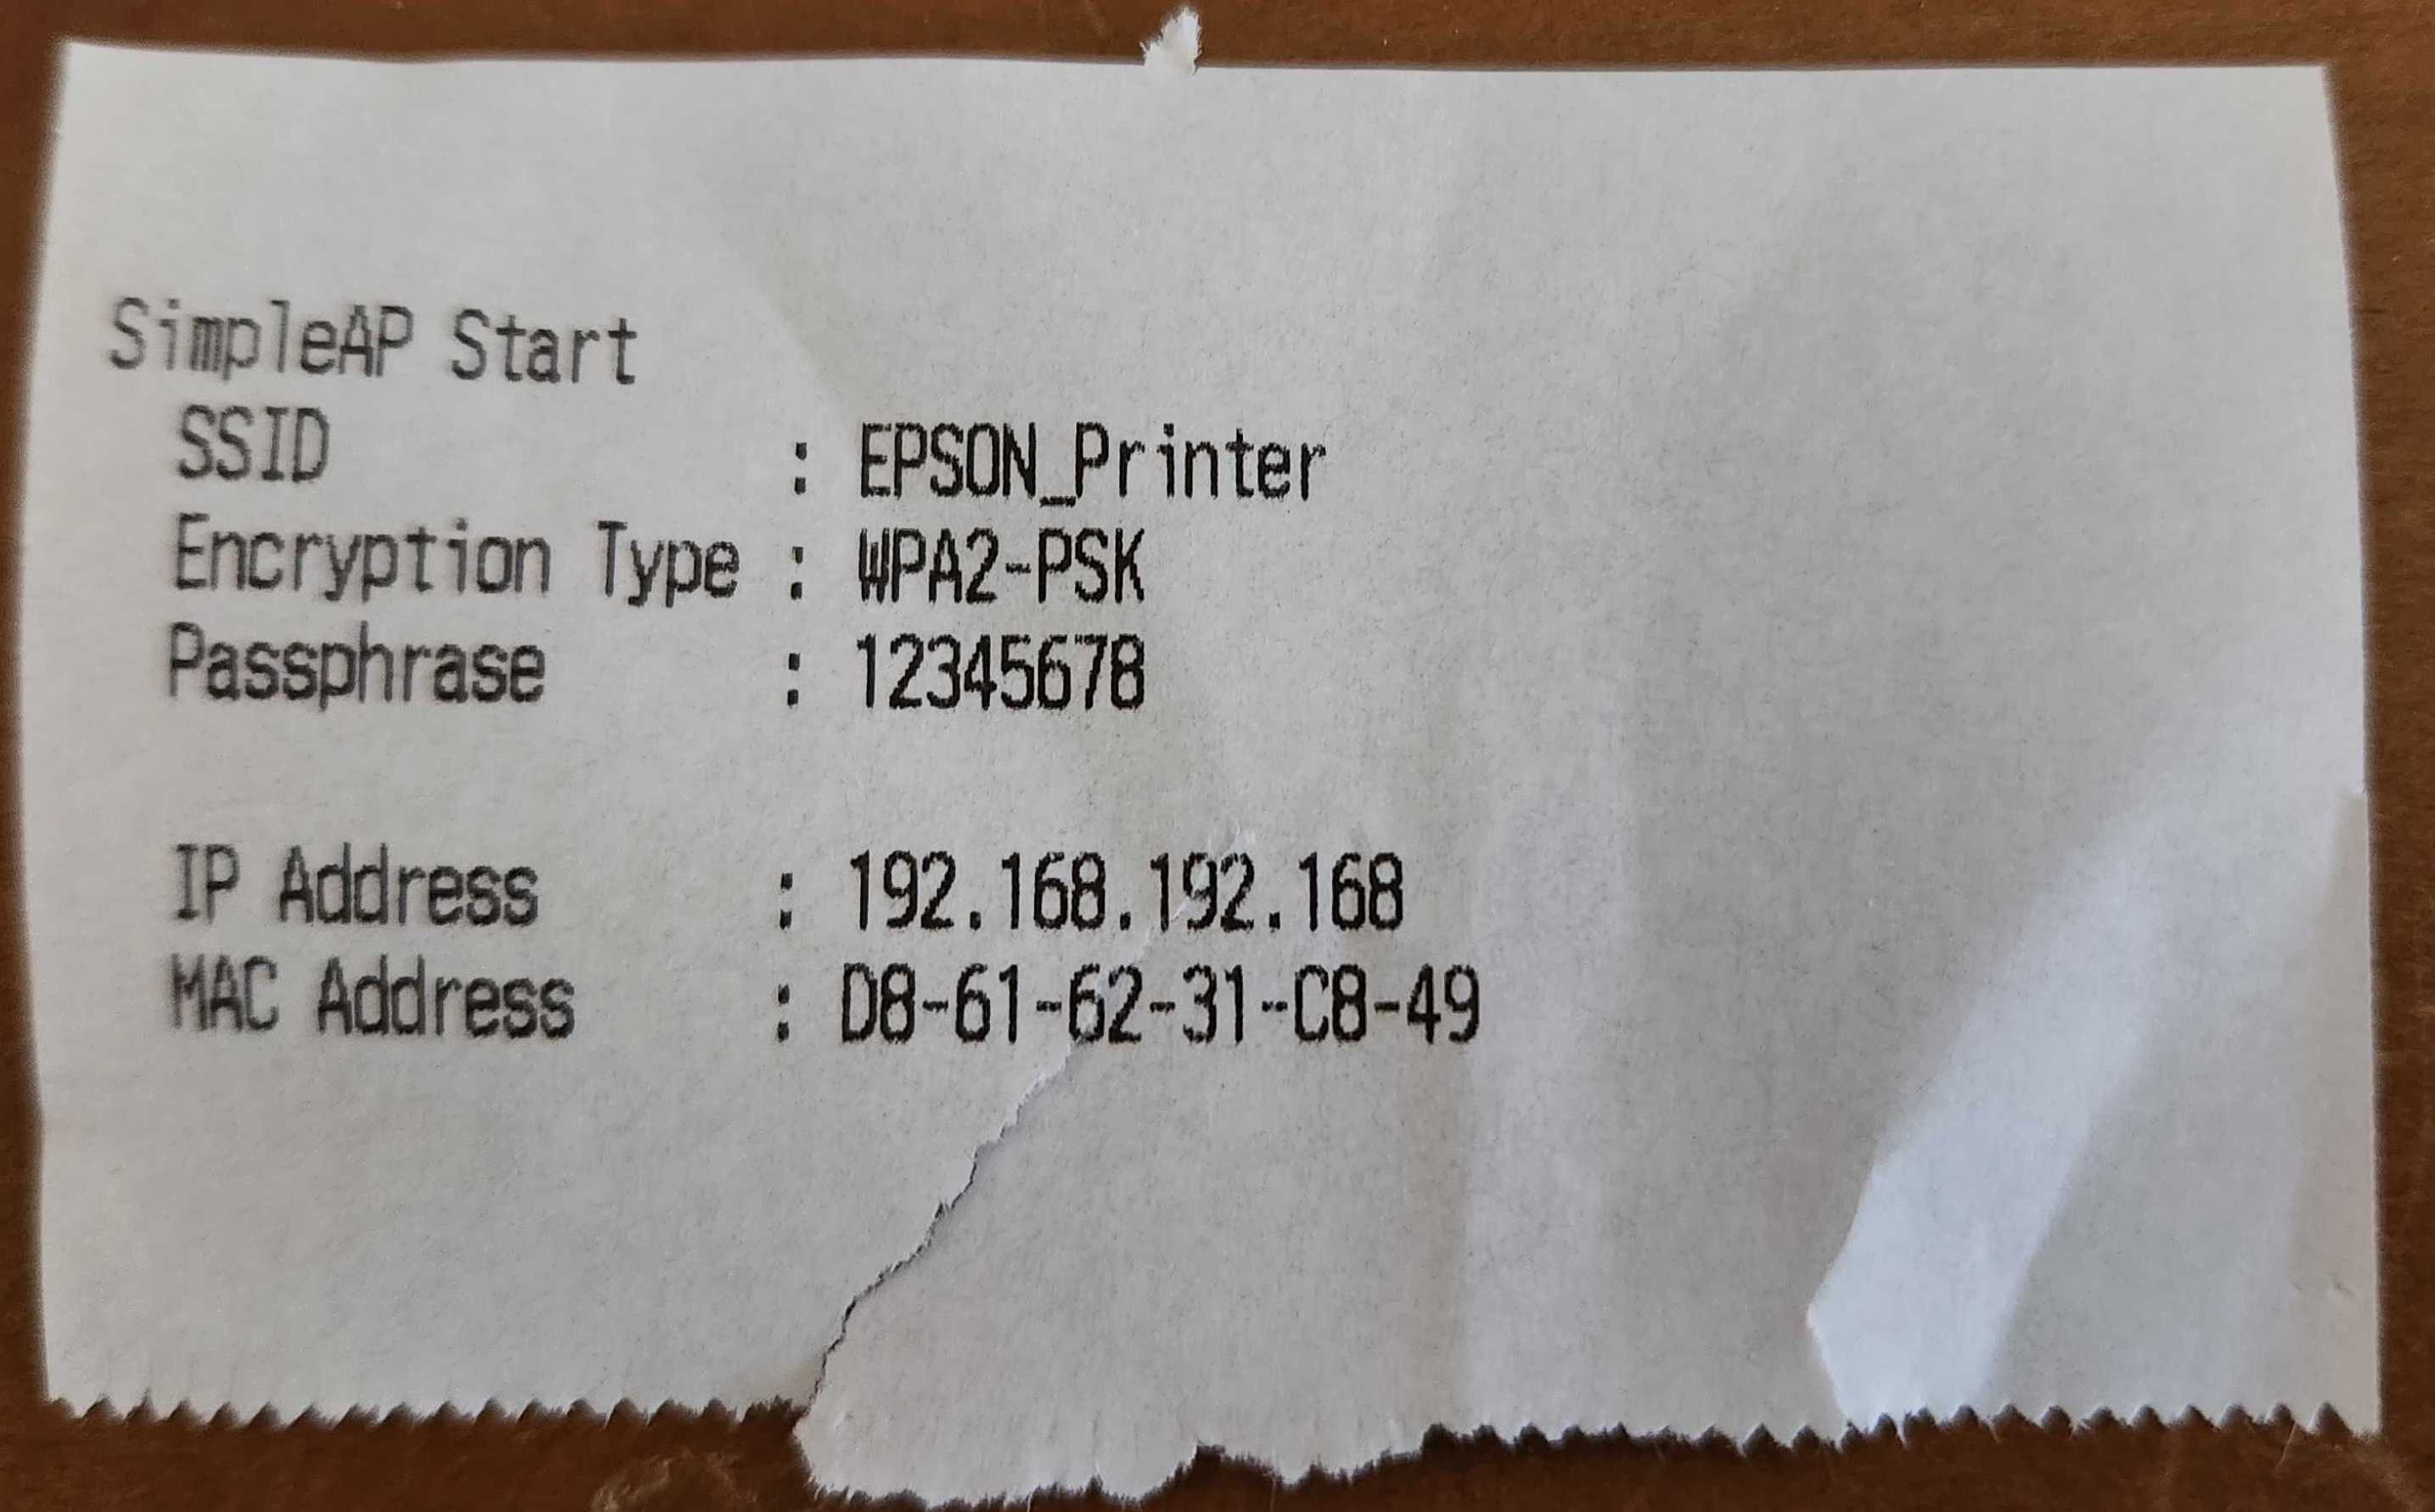 SimpleAP Start
SSID : EPSON_Printer
Encryption Type : WPA2-PSK
Passphrase : 12345678
IP Address : 192.168.192.168
MAC Address : D8-61-62-31-C8-49